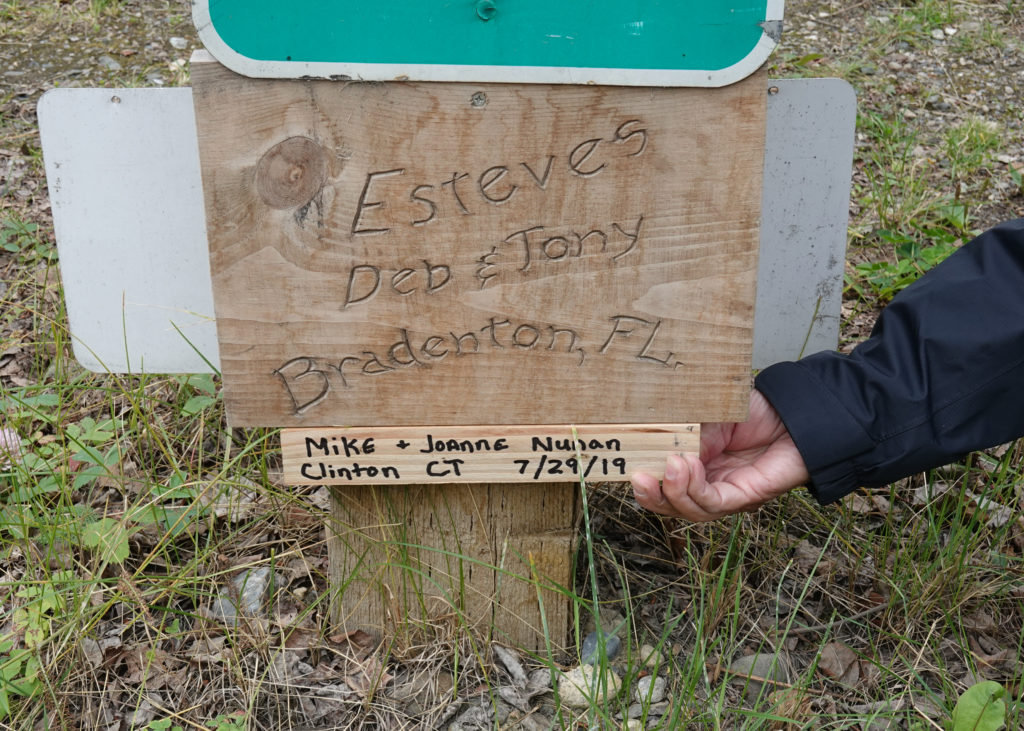 Esteves
Deb & Tony
Bradenton, FL.
MIKE + JOANNE NUNAN
CLINTON CT 7/29/19